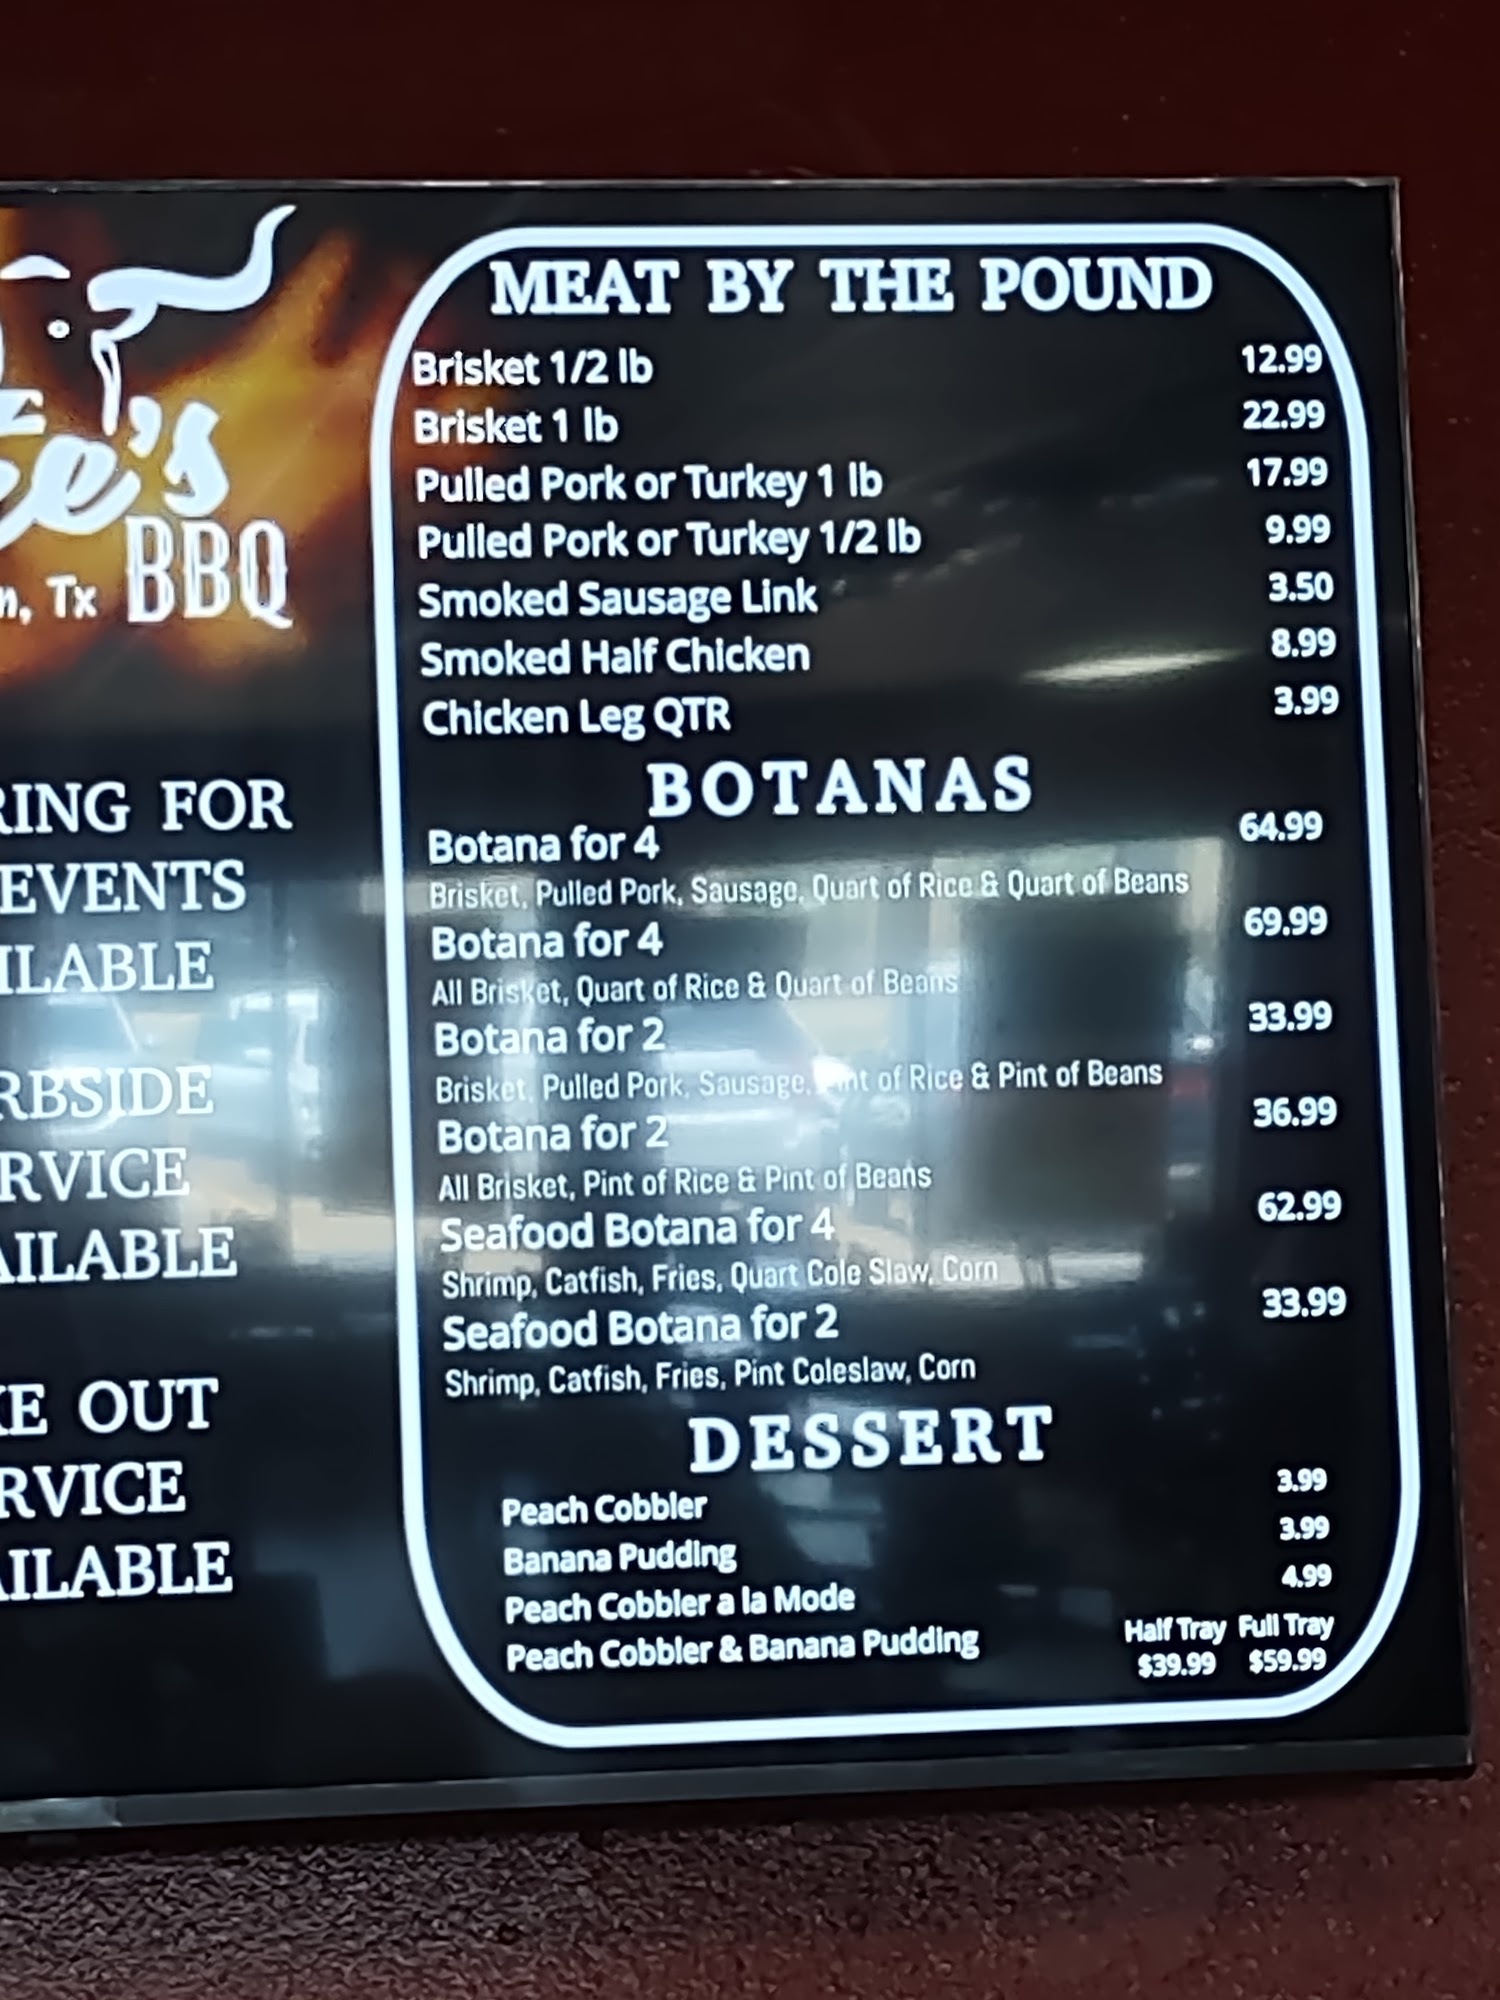 BBQ
Tx
FOR
EVENTS
OUT
MEAT BY THE POUND
Brisket 1/2 lb 12.99
Brisket 1 lb 22.99
Pulled Pork or Turkey 1 lb 17.99
Pulled Pork or Turkey 1/2 lb 9.99
Smoked Sausage Link 3.50
Smoked Half Chicken 8.99
Chicken Leg QTR 3.99
BOTANAS
Botana for 4 64.99
Brisket, Pulled Pork, Sausage, Quart of Rice & Quart of Beans
Botana for 4 69.99
All Brisket, Quart of Rice & Quart of Beans
Botana for 2 33.99
Brisket, Pulled Pork, Sausage, of Rice & Pint of Beans
Botana for 2 36.99
All Brisket, Pint of Rice & Pint of Beans
Seafood Botana for 4 62.99
Shrimp, Catfish, Fries, Quart Cole Slaw, Corn
Seafood Botana for 2 33.99
Shrimp, Catfish, Fries, Pint Coleslaw, Corn
DESSERT
Peach Cobbler 3.99
Banana Pudding 3.99
Peach Cobbler a la Mode 4.99
Half Tray Full Tray
Peach Cobbler & Banana Pudding $39.99 $59.99